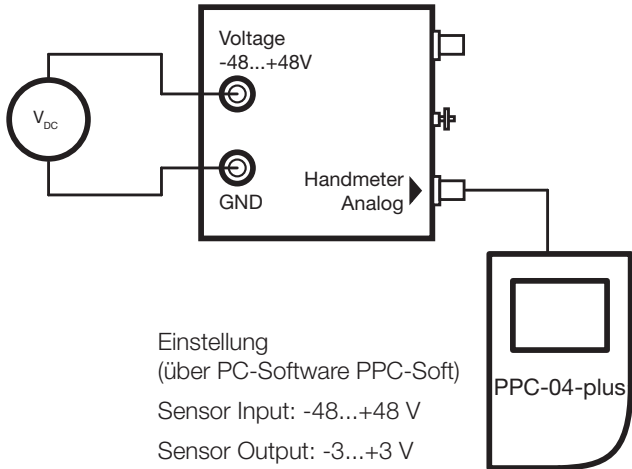 Voltage
-48...+48V
V_DC
GND
Handmeter
Analog
PPC-04-plus
Einstellung
(über PC-Software PPC-Soft)
Sensor Input: -48...+48 V
Sensor Output: -3...+3 V